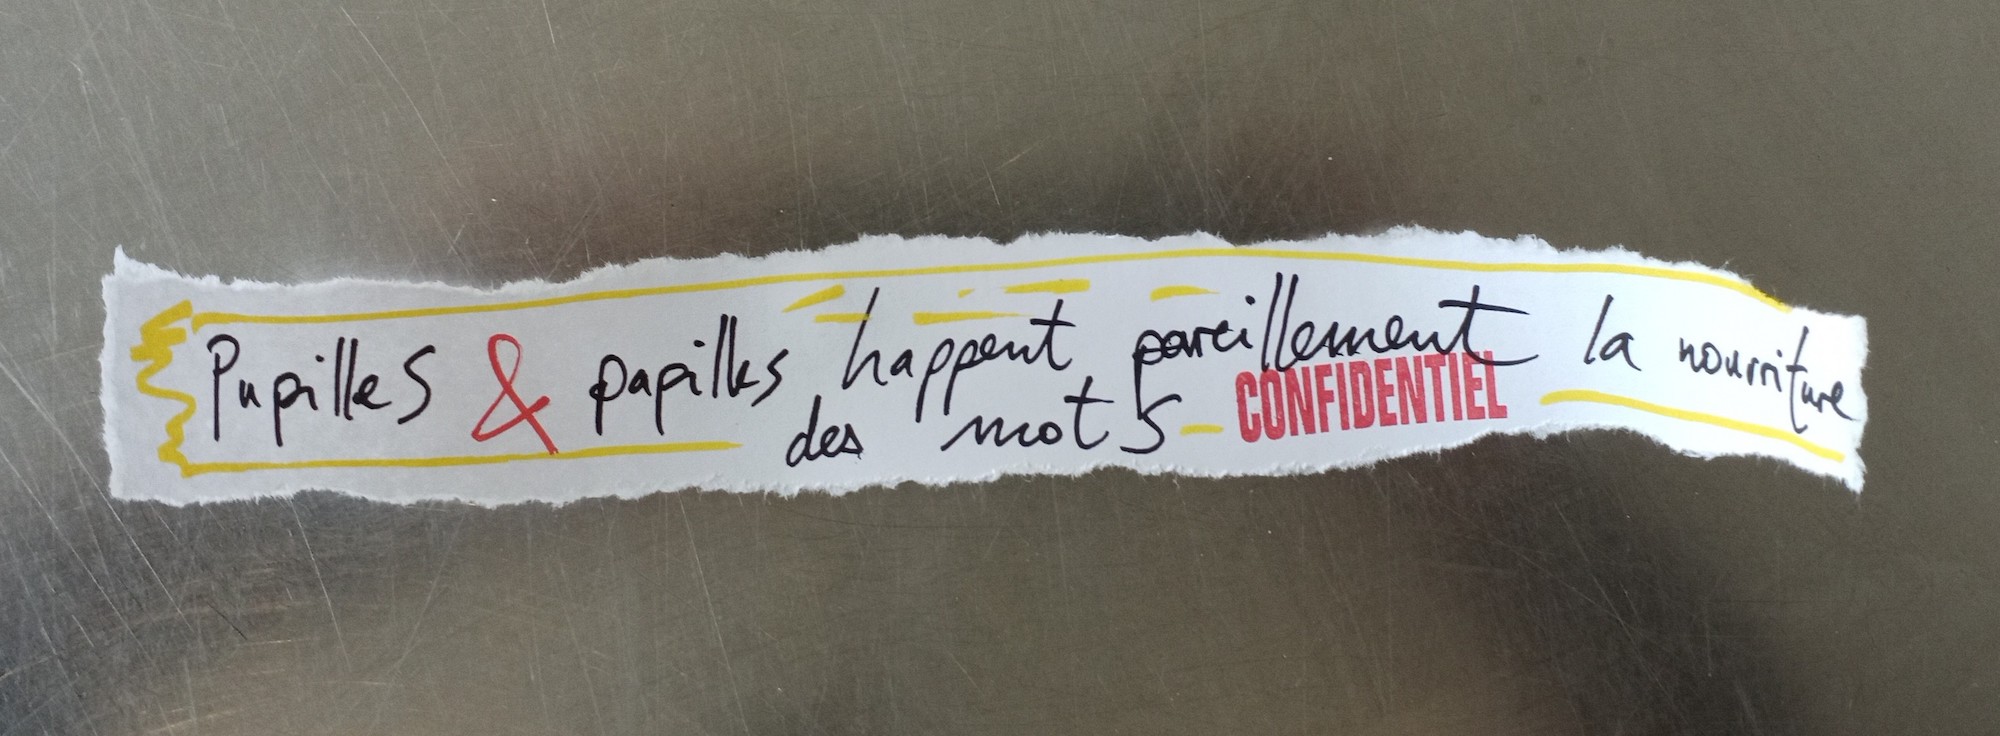 Pupilles & papilles happent pareillement la nourriture
des mots
CONFIDENTIEL